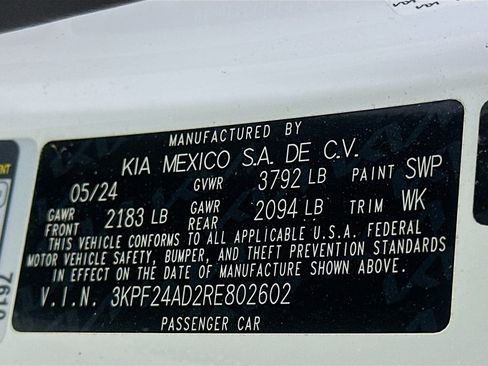 MANUFACTURED BY
KIA MEXICO S.A. DE C.V.
05/24 GVWR 3792 LB PAINT SWP
GAWR FRONT 2183 LB GAWR REAR 2094 LB TRIM WK
THIS VEHICLE CONFORMS TO ALL APPLICABLE U.S.A. FEDERAL
MOTOR VEHICLE SAFETY, BUMPER, AND THEFT PREVENTION STANDARDS
IN EFFECT ON THE DATE OF MANUFACTURE SHOWN ABOVE.
V.I.N. 3KPF24AD2RE802602
PASSENGER CAR